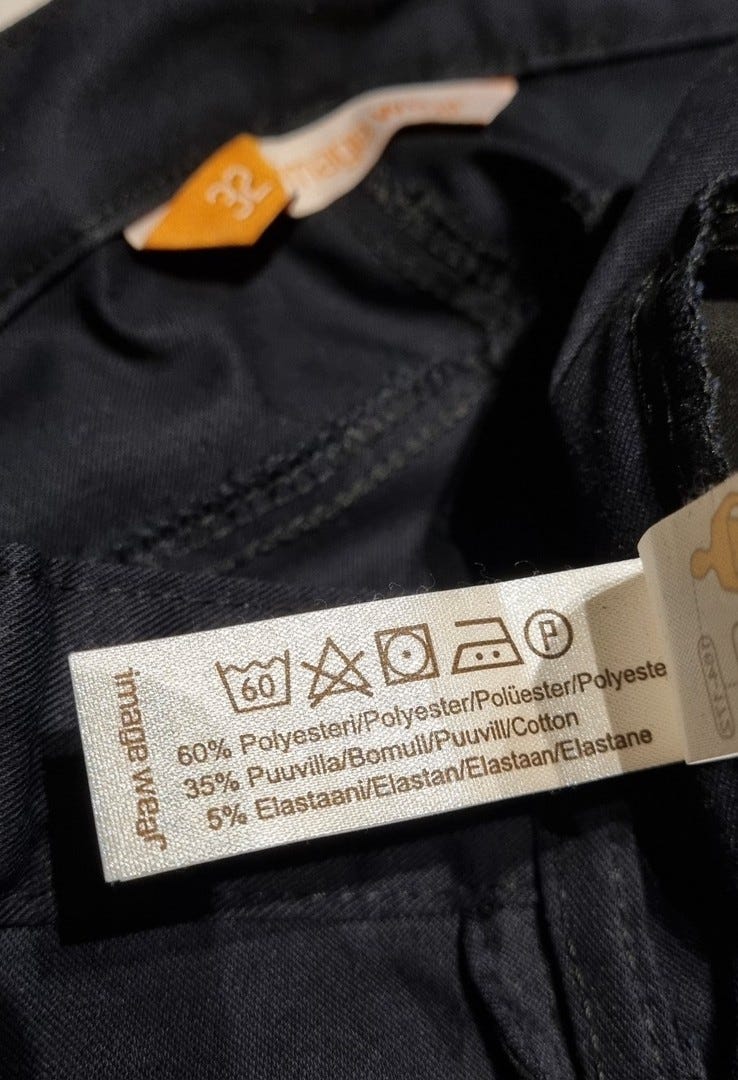 32 image wear
60
P
60% Polyesteri/Polyester/Polüester/Polyeste
35% Puuvilla/Bomull/Puuvill/Cotton
5% Elastaani/Elastan/Elastaan/Elastane
image wear